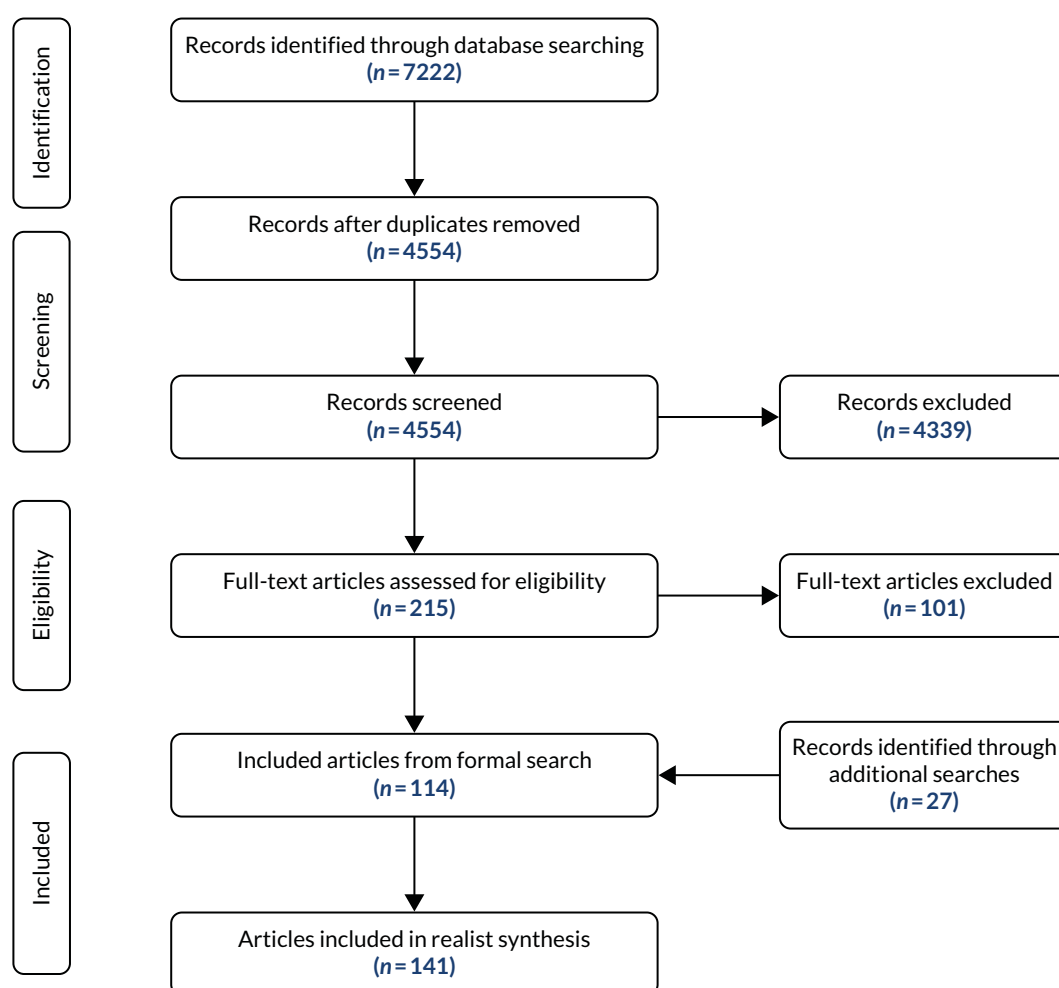 Identification
Records identified through database searching
(n=7222)
Records after duplicates removed
(n=4554)
Screening
Records screened
(n=4554)
Records excluded
(n=4339)
Eligibility
Full-text articles assessed for eligibility
(n=215)
Full-text articles excluded
(n=101)
Included
Included articles from formal search
(n=114)
Records identified through
additional searches
(n=27)
Articles included in realist synthesis
(n=141)